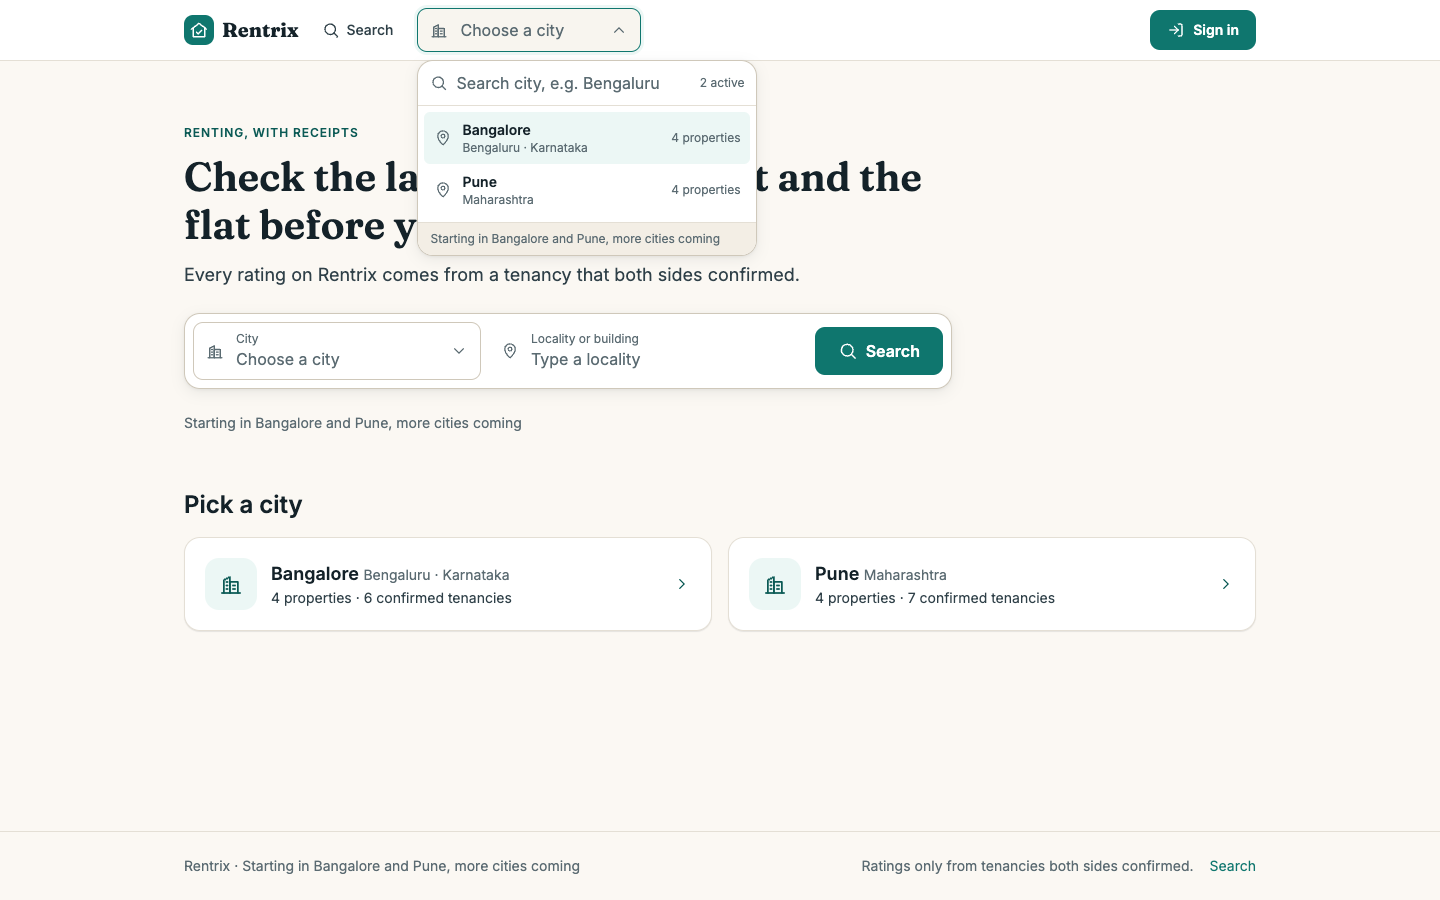 Rentrix
Search
Choose a city
Sign in
Search city, e.g. Bengaluru
2 active
Bangalore
Bengaluru · Karnataka
4 properties
Pune
Maharashtra
4 properties
Starting in Bangalore and Pune, more cities coming
RENTING, WITH RECEIPTS
Check the la t and the
flat before y
Every rating on Rentrix comes from a tenancy that both sides confirmed.
City
Choose a city
Locality or building
Type a locality
Search
Starting in Bangalore and Pune, more cities coming
Pick a city
Bangalore Bengaluru · Karnataka
4 properties · 6 confirmed tenancies
Pune Maharashtra
4 properties · 7 confirmed tenancies
Rentrix · Starting in Bangalore and Pune, more cities coming
Ratings only from tenancies both sides confirmed.
Search